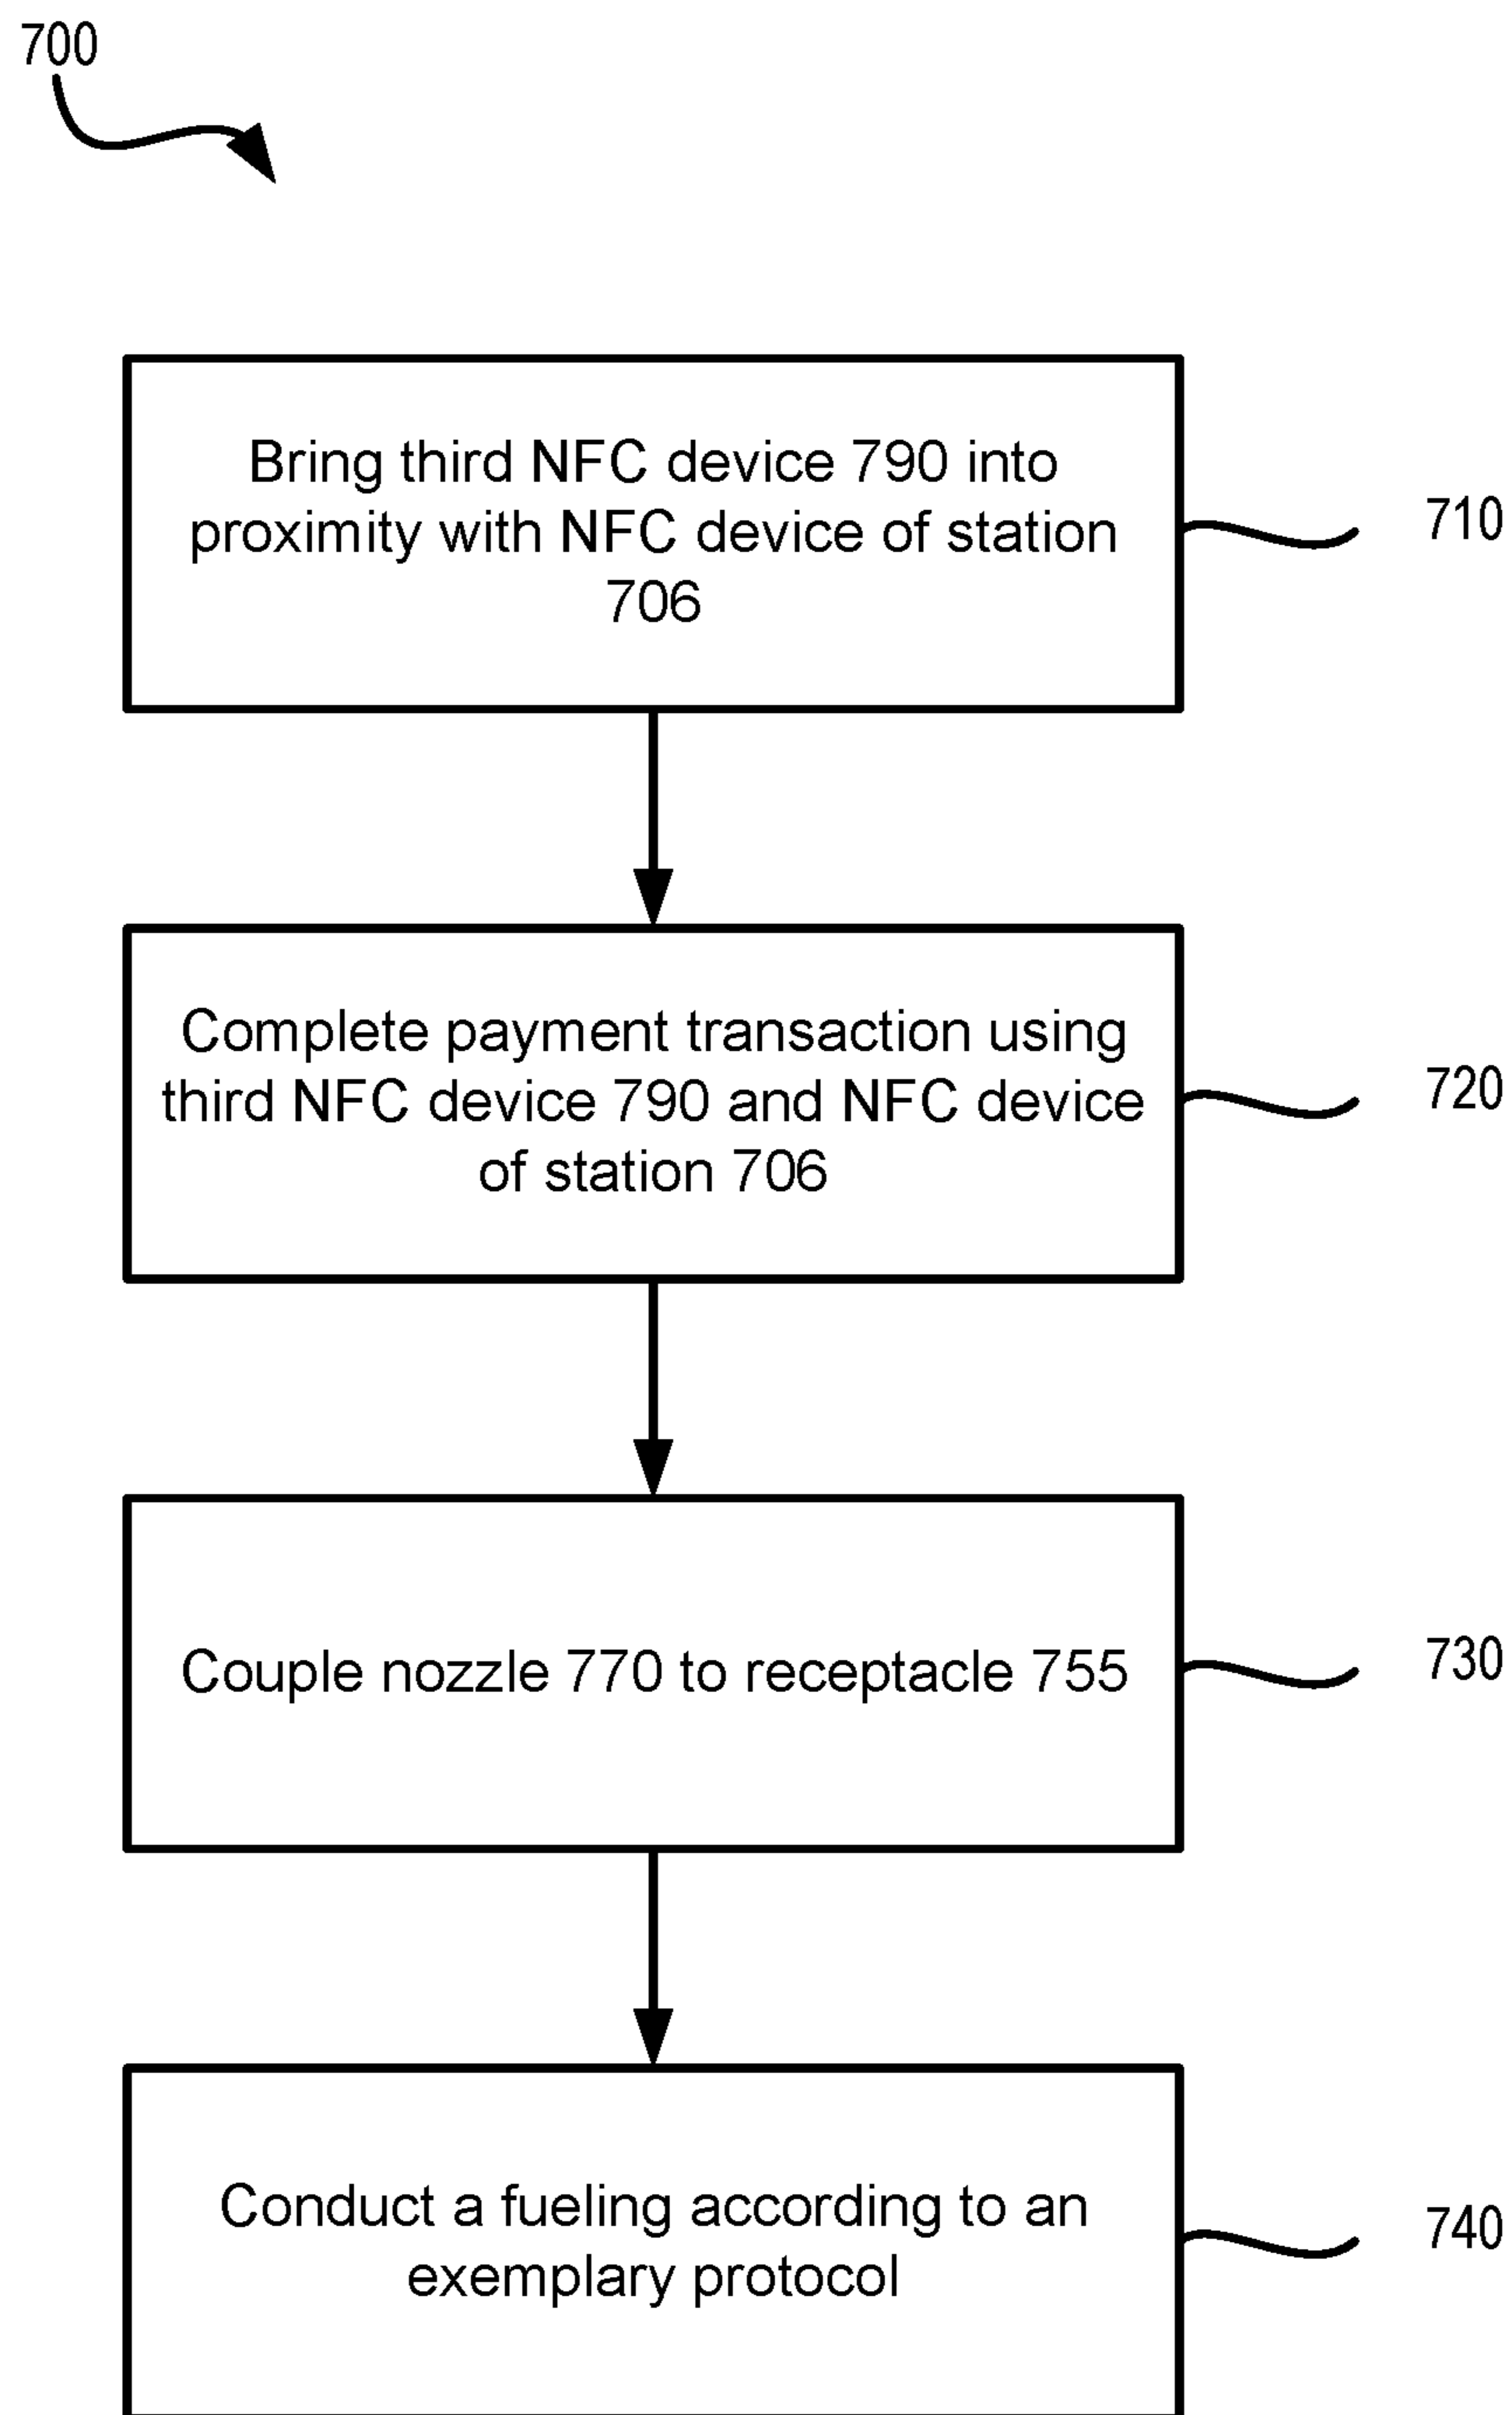 700
Bring third NFC device 790 into
proximity with NFC device of station
706
710
Complete payment transaction using
third NFC device 790 and NFC device
of station 706
720
Couple nozzle 770 to receptacle 755
730
Conduct a fueling according to an
exemplary protocol
740